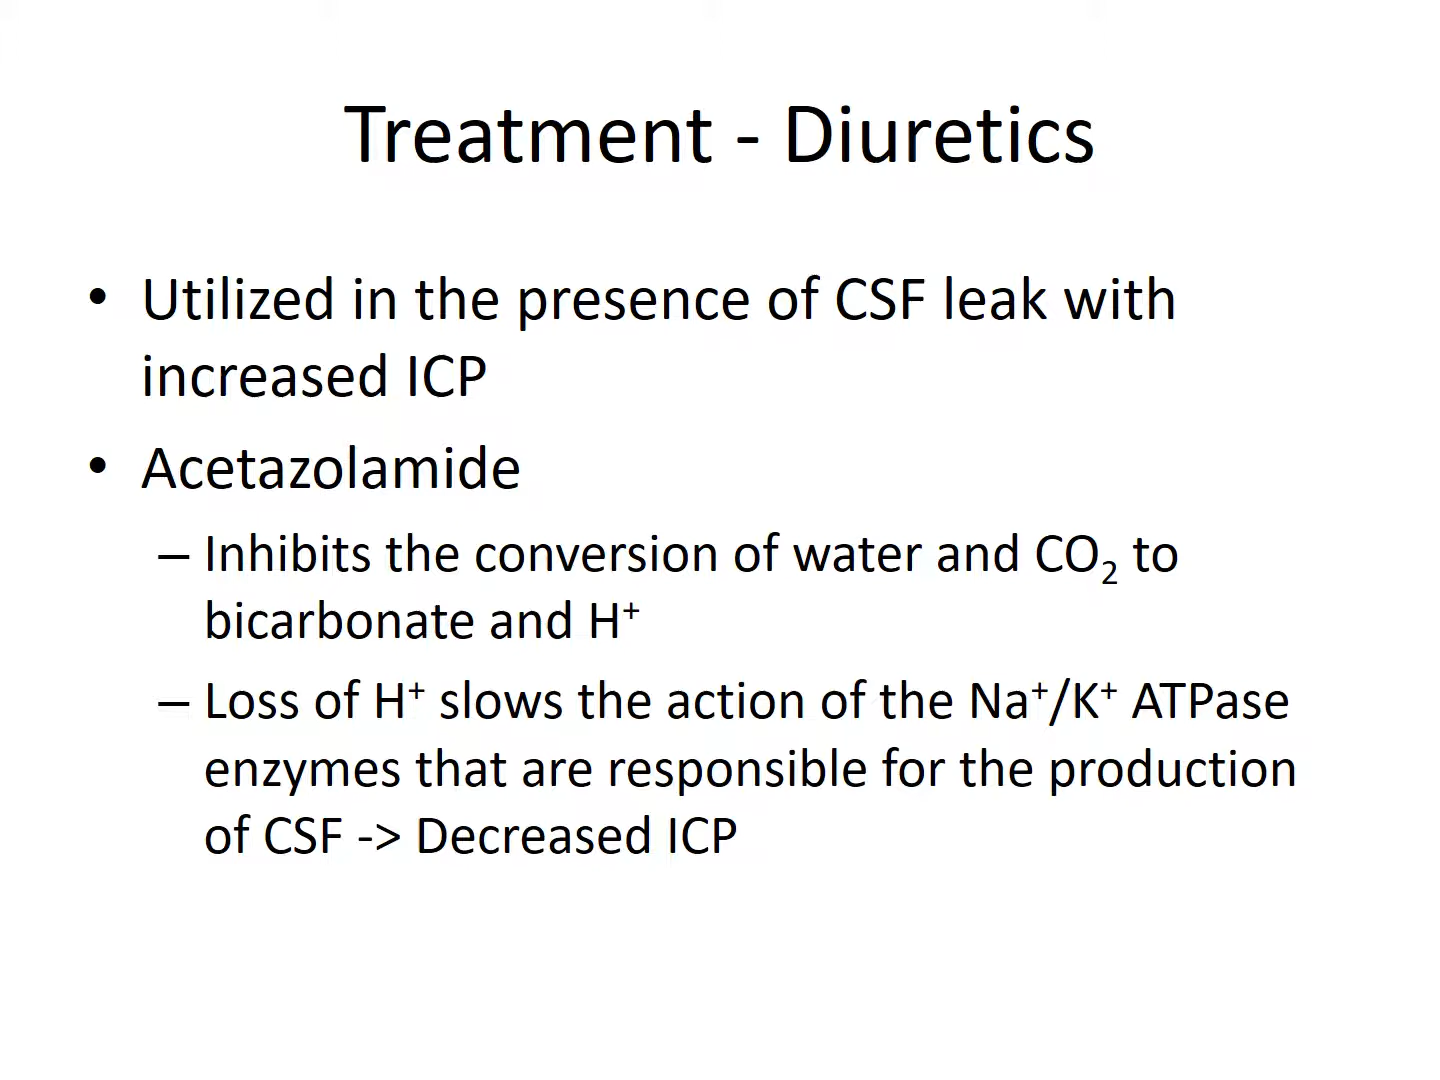 Treatment - Diuretics
• Utilized in the presence of CSF leak with
increased ICP
• Acetazolamide
– Inhibits the conversion of water and CO₂ to
bicarbonate and H⁺
– Loss of H⁺ slows the action of the Na⁺/K⁺ ATPase
enzymes that are responsible for the production
of CSF -> Decreased ICP